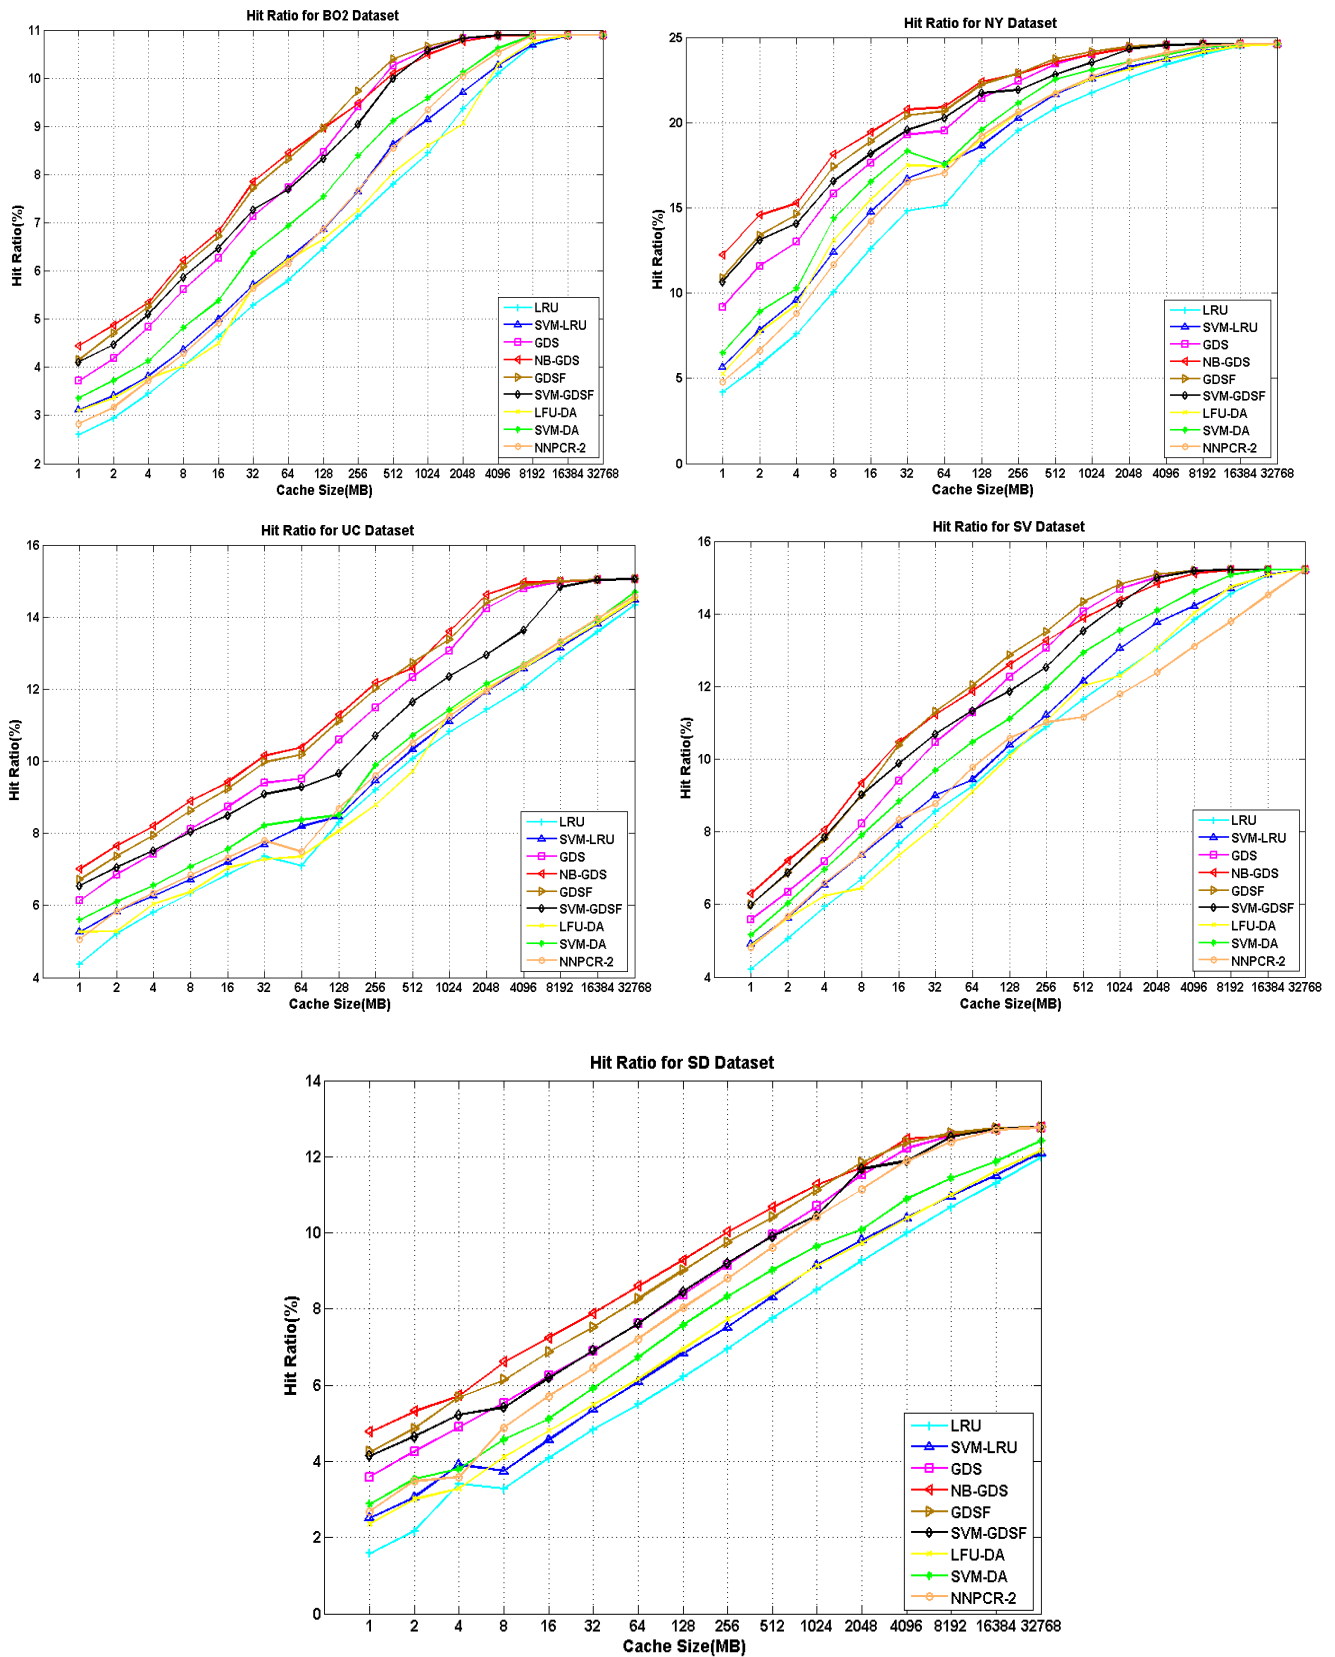 Hit Ratio for BO2 Dataset
Hit Ratio(%)
11
10
9
8
7
6
5
4
3
2
LRU
SVM-LRU
GDS
NB-GDS
GDSF
SVM-GDSF
LFU-DA
SVM-DA
NNPCR-2
1 2 4 8 16 32 64 128 256 512 1024 2048 4096 8192 16384 32768
Cache Size(MB)
Hit Ratio for NY Dataset
Hit Ratio(%)
25
20
15
10
5
0
LRU
SVM-LRU
GDS
NB-GDS
GDSF
SVM-GDSF
LFU-DA
SVM-DA
NNPCR-2
1 2 4 8 16 32 64 128 256 512 1024 2048 4096 8192 16384 32768
Cache Size(MB)
Hit Ratio for UC Dataset
Hit Ratio(%)
16
14
12
10
8
6
4
LRU
SVM-LRU
GDS
NB-GDS
GDSF
SVM-GDSF
LFU-DA
SVM-DA
NNPCR-2
1 2 4 8 16 32 64 128 256 512 1024 2048 4096 8192 16384 32768
Cache Size(MB)
Hit Ratio for SV Dataset
Hit Ratio(%)
16
14
12
10
8
6
4
LRU
SVM-LRU
GDS
NB-GDS
GDSF
SVM-GDSF
LFU-DA
SVM-DA
NNPCR-2
1 2 4 8 16 32 64 128 256 512 1024 2048 4096 8192 16384 32768
Cache Size(MB)
Hit Ratio for SD Dataset
Hit Ratio(%)
14
12
10
8
6
4
2
0
LRU
SVM-LRU
GDS
NB-GDS
GDSF
SVM-GDSF
LFU-DA
SVM-DA
NNPCR-2
1 2 4 8 16 32 64 128 256 512 1024 2048 4096 8192 16384 32768
Cache Size(MB)